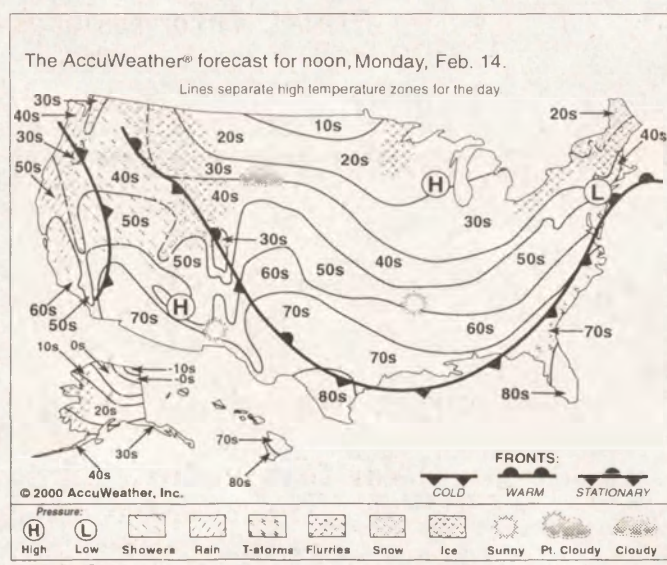 The AccuWeather® forecast for noon, Monday, Feb. 14.
Lines separate high temperature zones for the day.
30s
40s
30s
50s
20s
10s
20s
30s
40s
40s
50s
50s
30s
60s
50s
40s
30s
50s
20s
40s
H
L
60s
50s
70s
H
70s
70s
60s
70s
80s
80s
10s
0s
-10s
-0s
20s
30s
40s
70s
80s
© 2000 AccuWeather, Inc.
FRONTS:
COLD WARM STATIONARY
Pressure:
H L
High Low Showers Rain T-storms Flurries Snow Ice Sunny Pt. Cloudy Cloudy